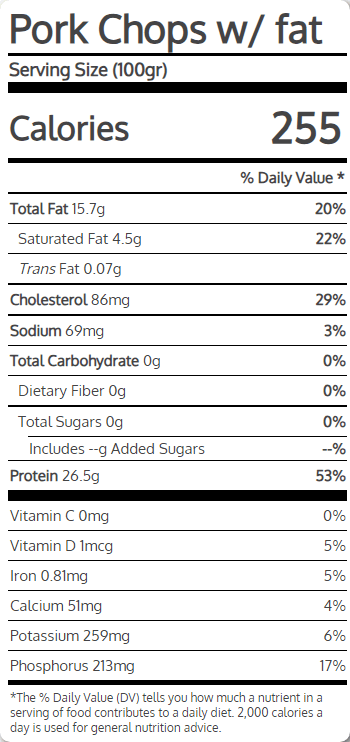 Pork Chops w/ fat
Serving Size (100gr)
Calories 255
% Daily Value *
Total Fat 15.7g 20%
Saturated Fat 4.5g 22%
Trans Fat 0.07g
Cholesterol 86mg 29%
Sodium 69mg 3%
Total Carbohydrate 0g 0%
Dietary Fiber 0g 0%
Total Sugars 0g 0%
Includes --g Added Sugars --%
Protein 26.5g 53%
Vitamin C 0mg 0%
Vitamin D 1mcg 5%
Iron 0.81mg 5%
Calcium 51mg 4%
Potassium 259mg 6%
Phosphorus 213mg 17%
*The % Daily Value (DV) tells you how much a nutrient in a
serving of food contributes to a daily diet. 2,000 calories a
day is used for general nutrition advice.